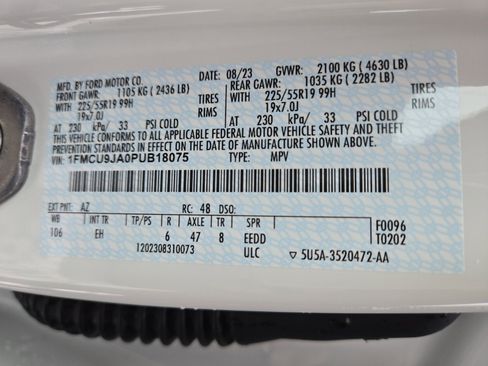 MFD. BY FORD MOTOR CO. DATE: 08/23 GVWR: 2100 KG (4630 LB)
FRONT GAWR: 1105 KG (2436 LB) REAR GAWR: 1035 KG (2282 LB)
WITH 225/55R19 99H TIRES WITH 225/55R19 99H TIRES
19x7.0J RIMS 19x7.0J RIMS
AT 230 kPa/ 33 PSI COLD AT 230 kPa/ 33 PSI COLD
THIS VEHICLE CONFORMS TO ALL APPLICABLE FEDERAL MOTOR VEHICLE SAFETY AND THEFT PREVENTION STANDARDS IN EFFECT ON THE DATE OF MANUFACTURE SHOWN ABOVE.
VIN: 1FMCU9JA0PUB18075 TYPE: MPV
EXT PNT: AZ RC: 48 DSO:
WB INT TR TP/PS R AXLE TR SPR F0096
106 EH 6 47 8 EEDD T0202
1202308310073 ULC ▽ 5U5A-3520472-AA